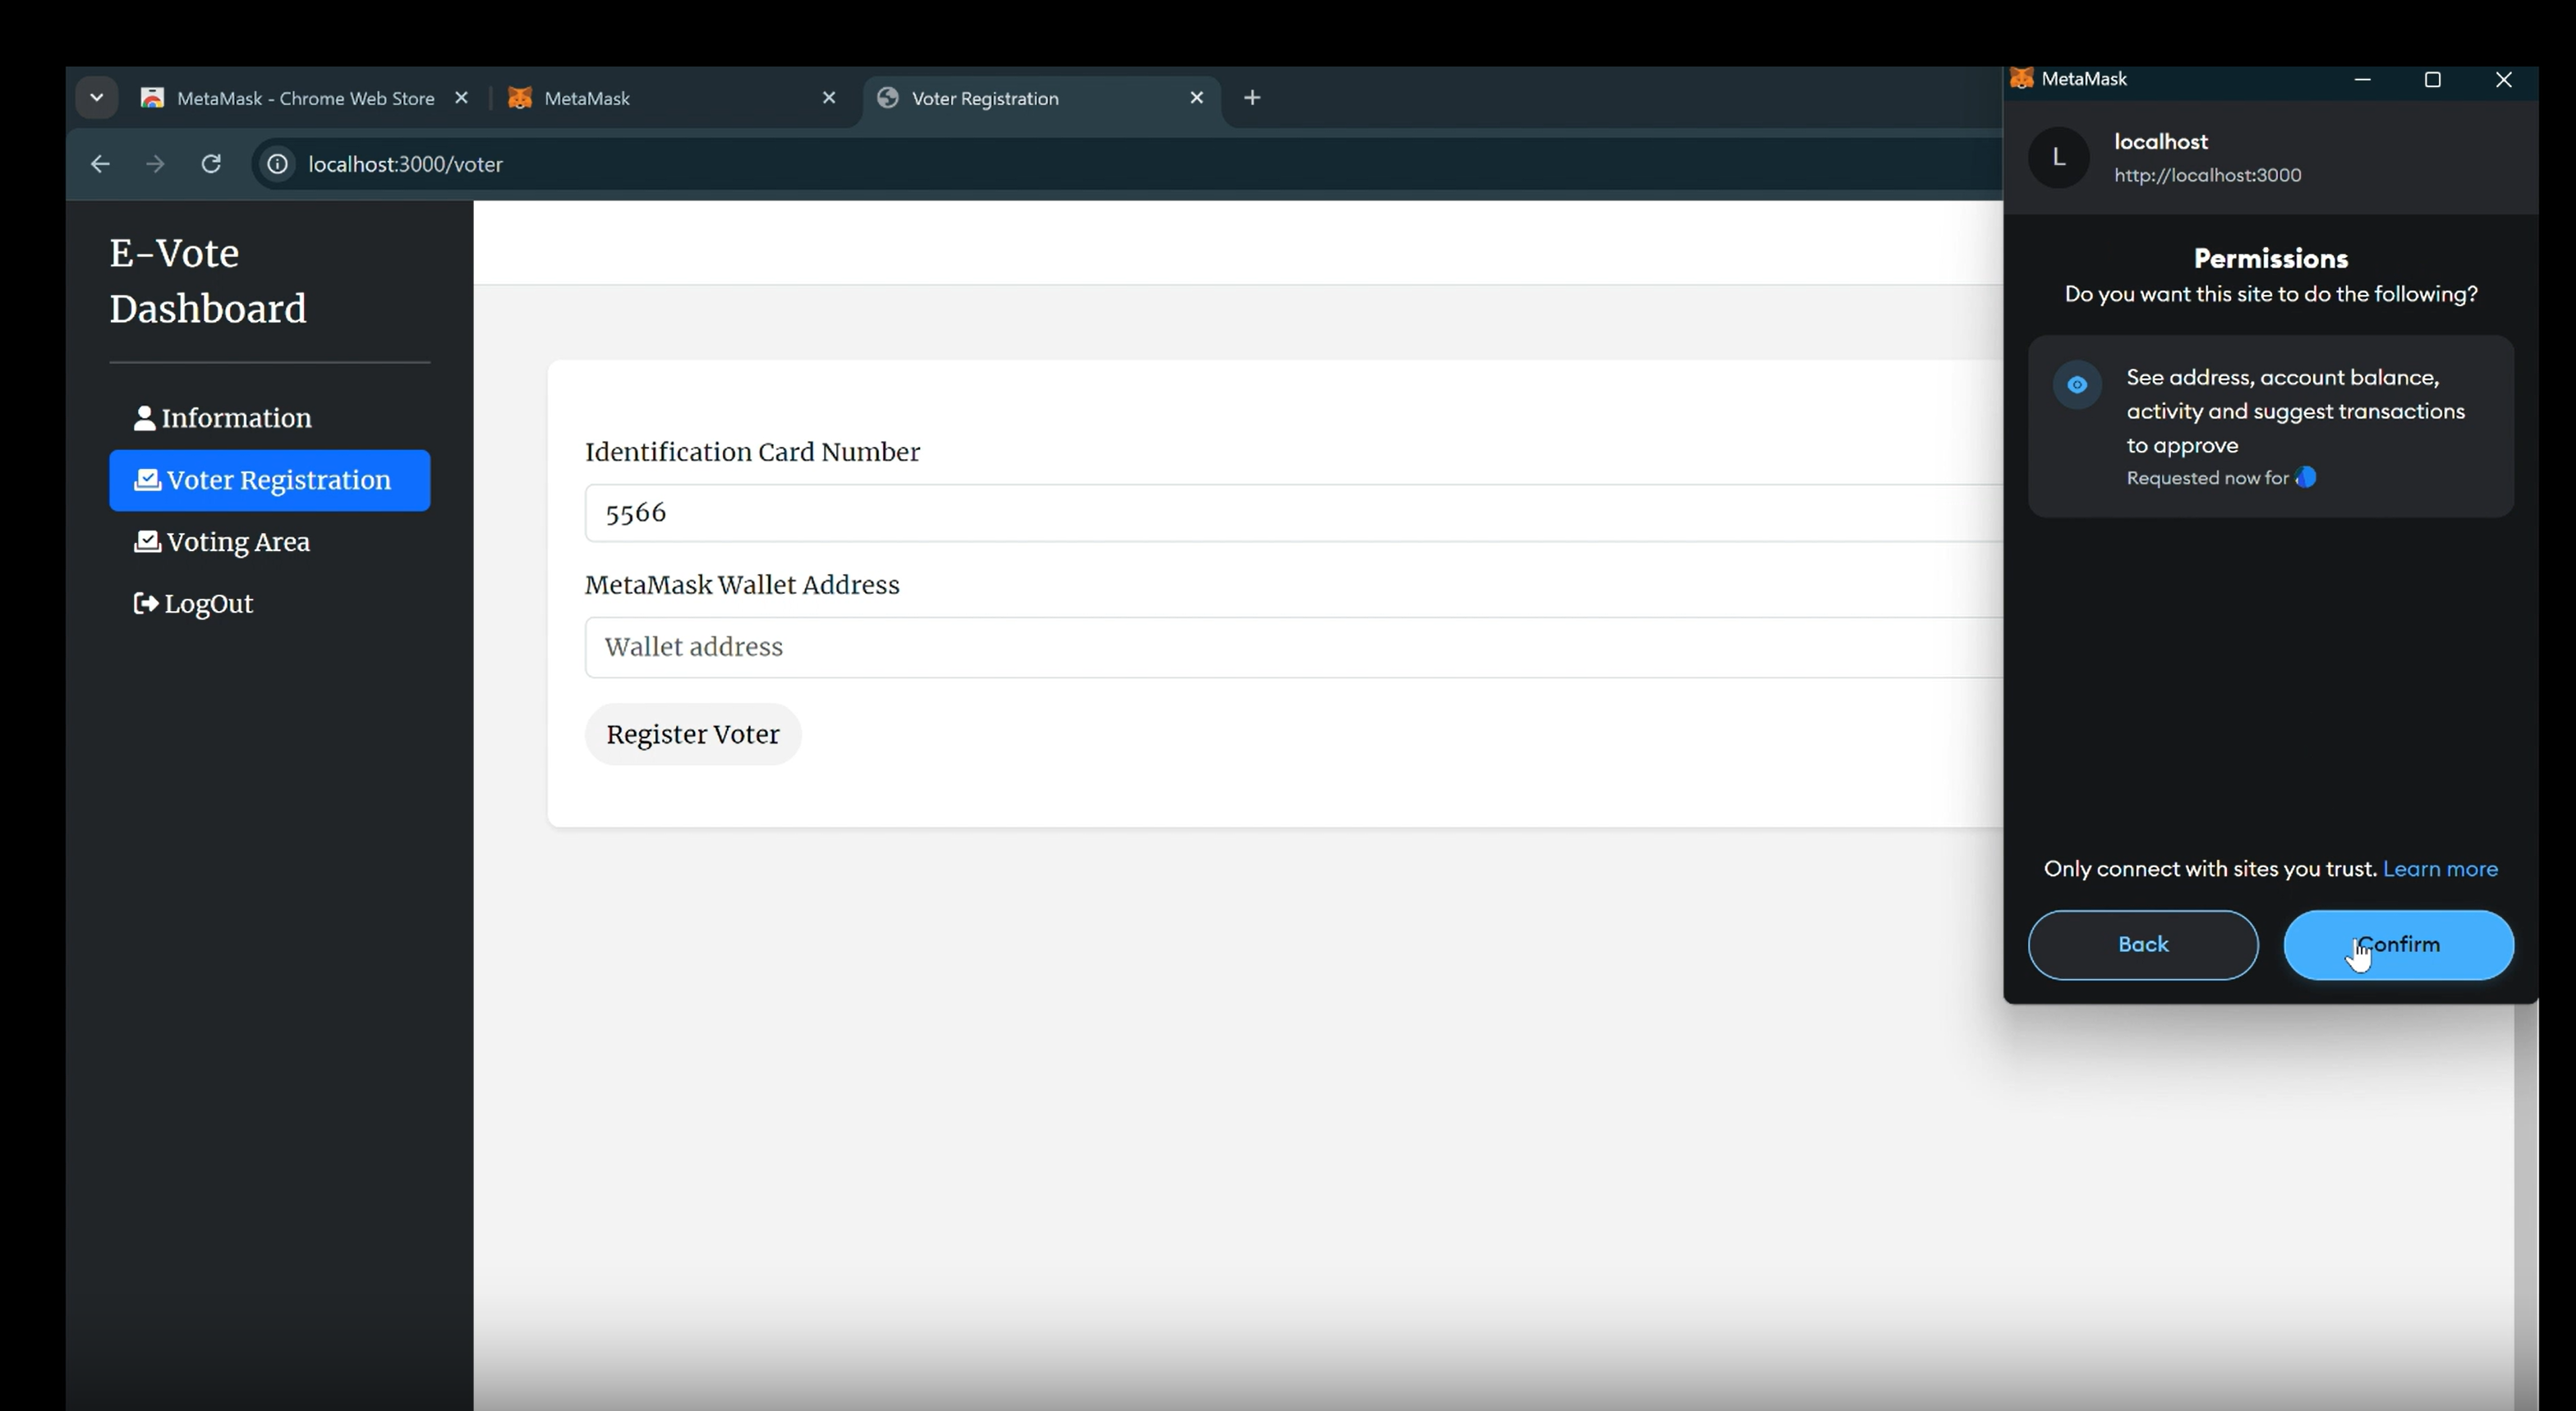 MetaMask - Chrome Web Store
MetaMask
Voter Registration
localhost:3000/voter
E-Vote
Dashboard
Information
Voter Registration
Voting Area
LogOut
Identification Card Number
5566
MetaMask Wallet Address
Wallet address
Register Voter
MetaMask
L
localhost
http://localhost:3000
Permissions
Do you want this site to do the following?
See address, account balance,
activity and suggest transactions
to approve
Requested now for
Only connect with sites you trust. Learn more
Back
Confirm